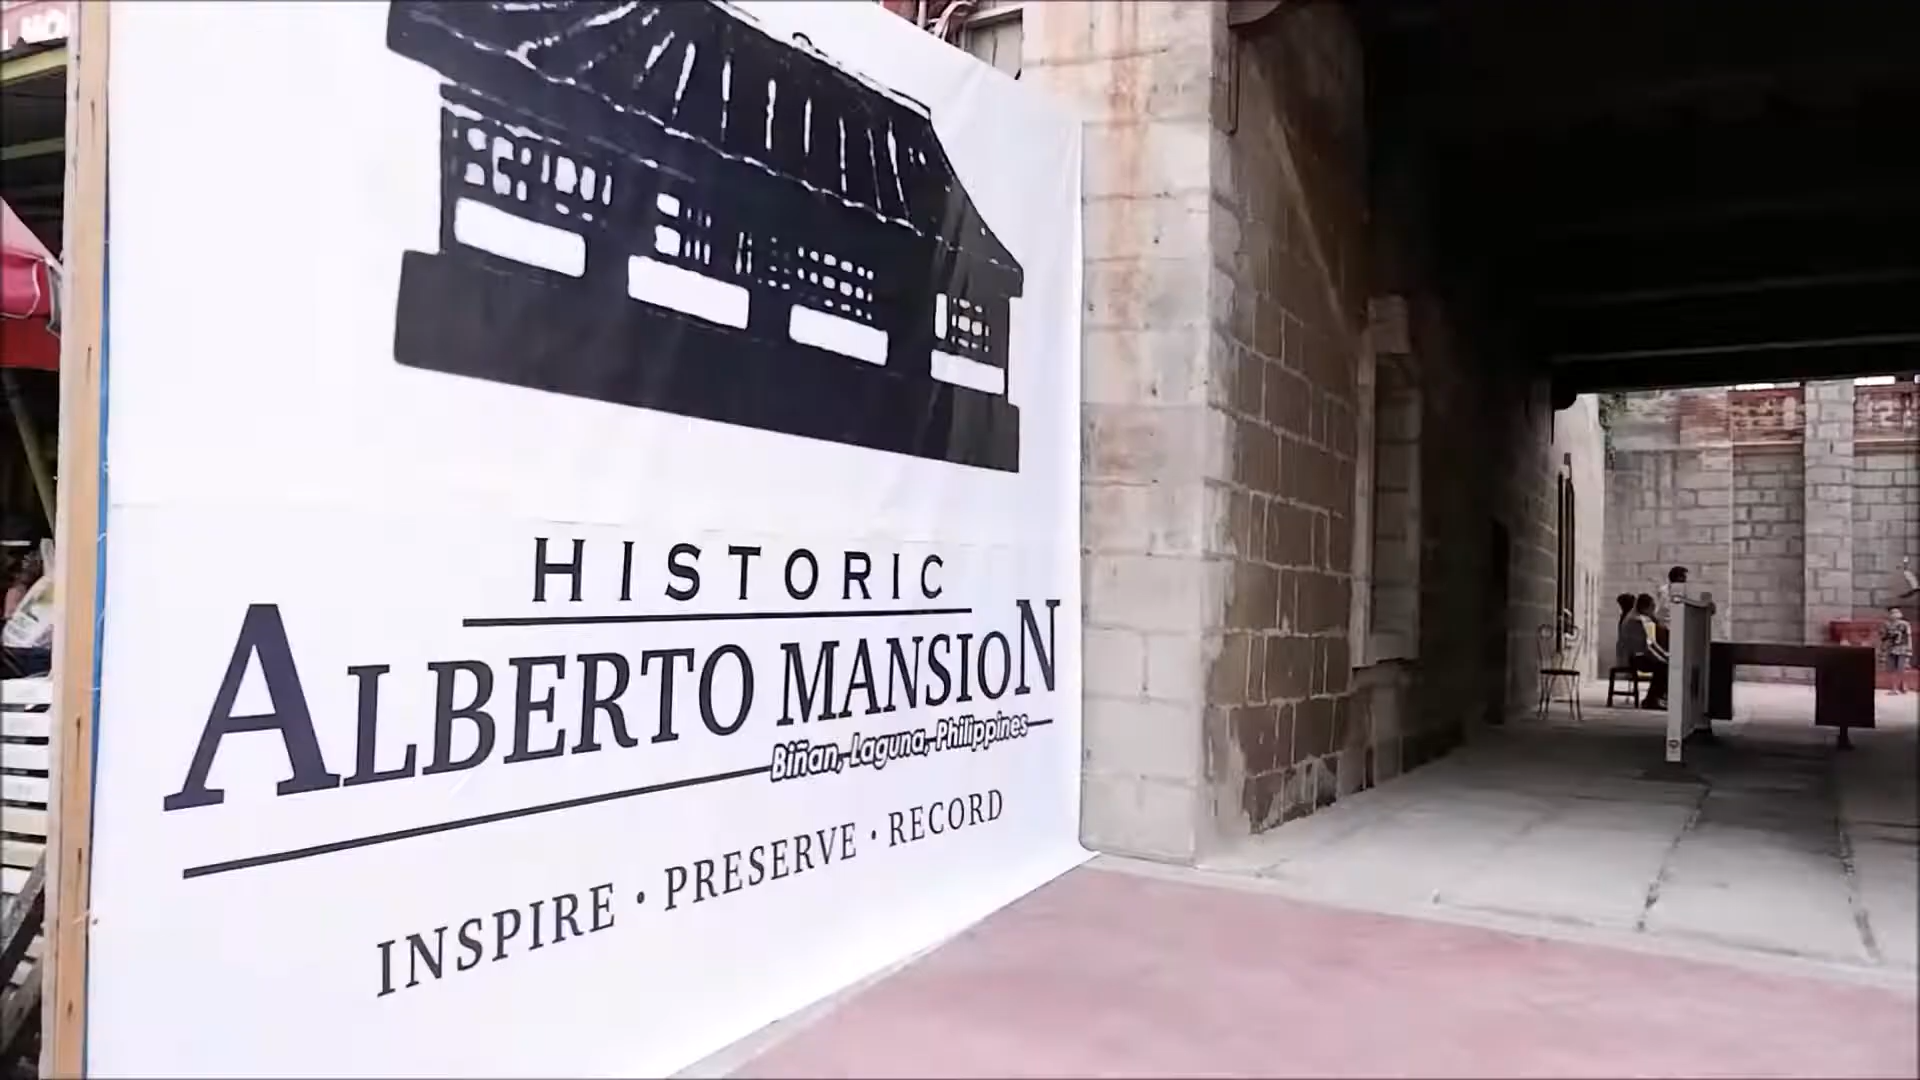 HISTORIC
ALBERTO MANSION
Biñan, Laguna, Philippines
INSPIRE • PRESERVE • RECORD